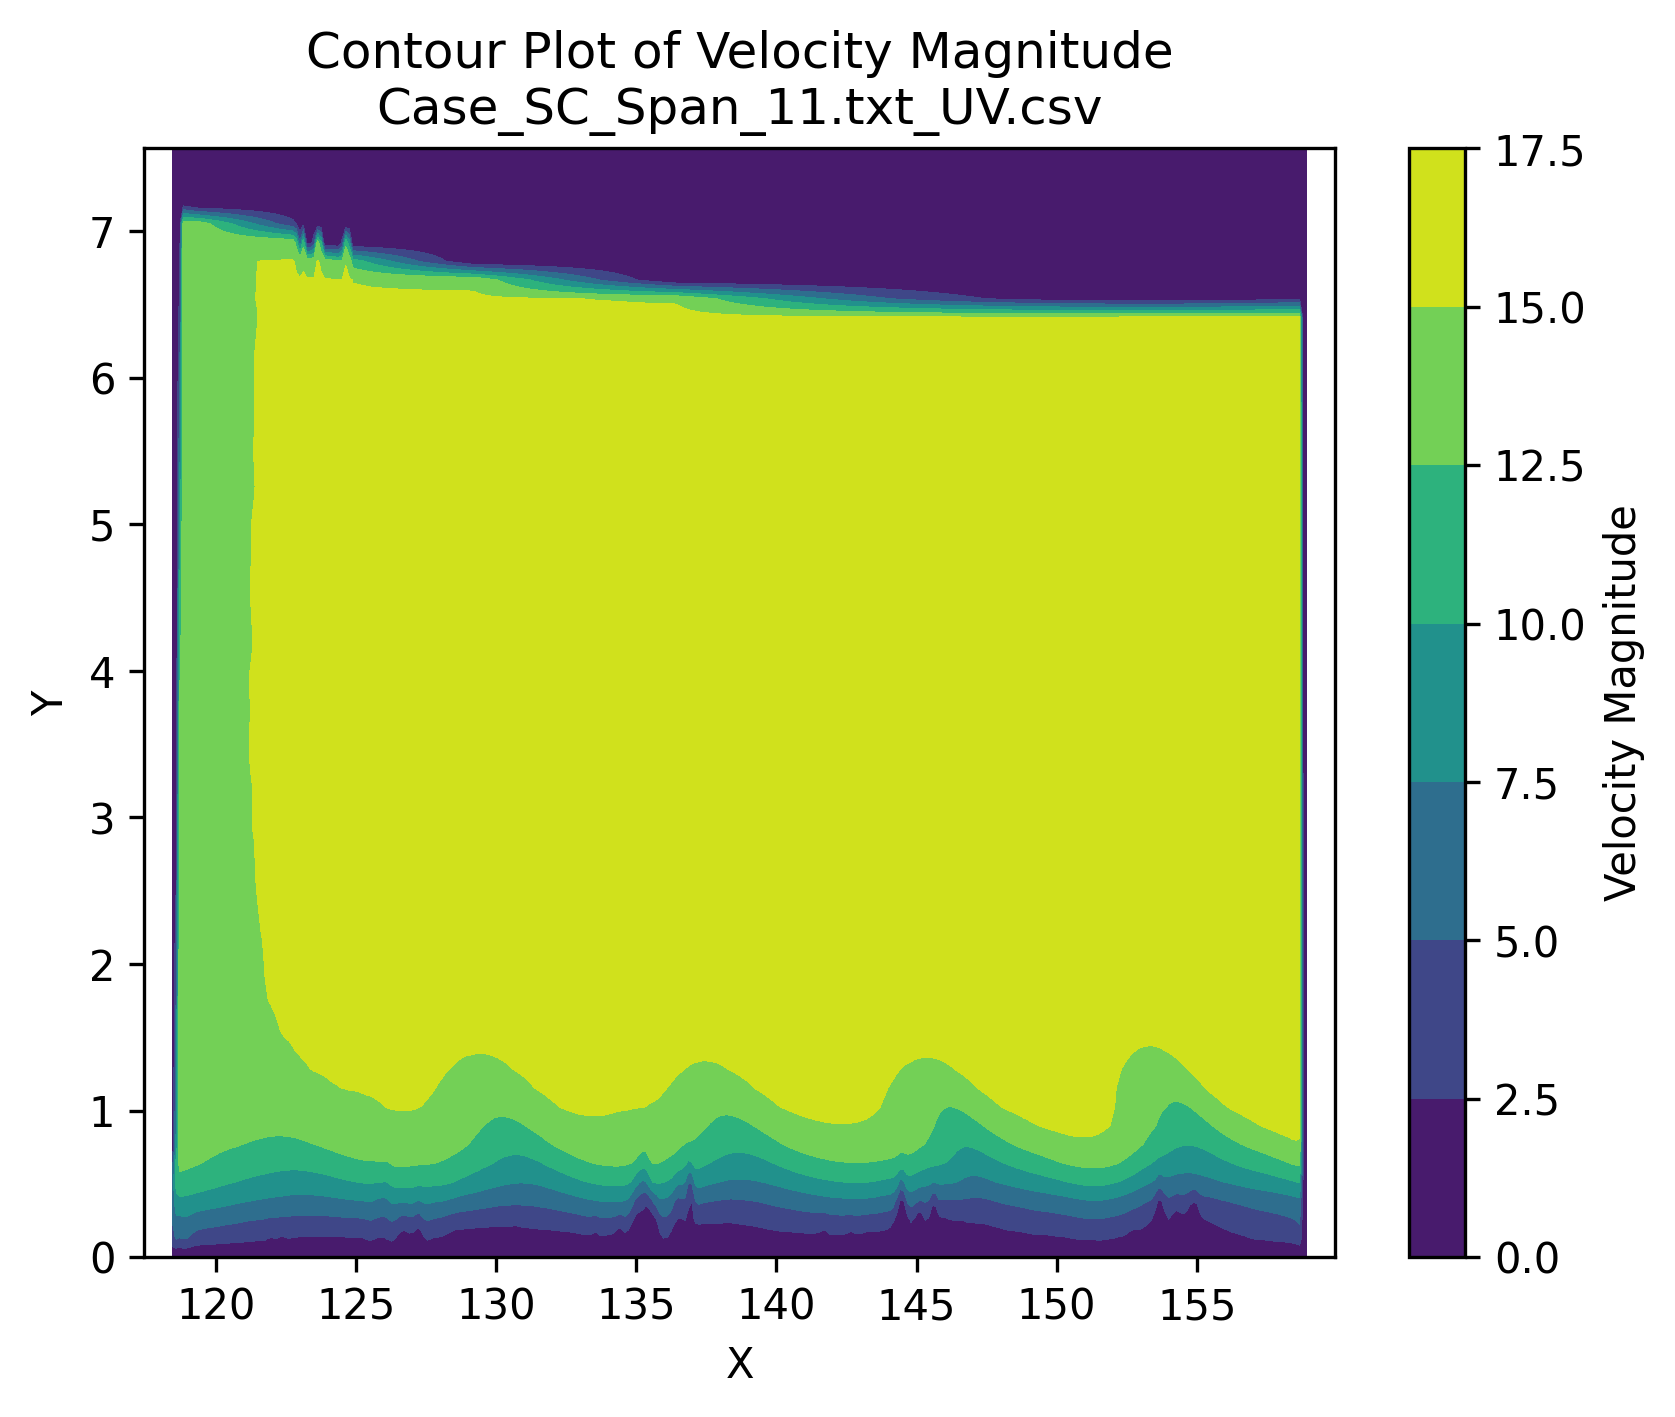 Contour Plot of Velocity Magnitude
Case_SC_Span_11.txt_UV.csv
7
6
5
4
3
2
1
0
Y
120 125 130 135 140 145 150 155
X
17.5
15.0
12.5
10.0
7.5
5.0
2.5
0.0
Velocity Magnitude